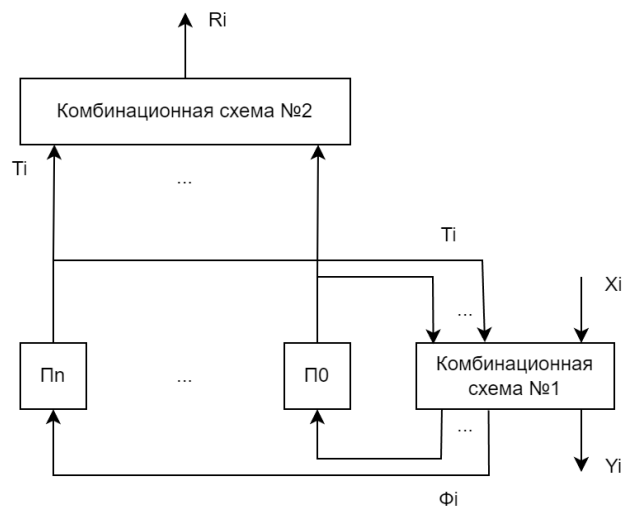 Ri
Комбинационная схема №2
Ti
...
Ti
Xi
...
Пn
...
П0
Комбинационная
схема №1
...
Yi
Фi